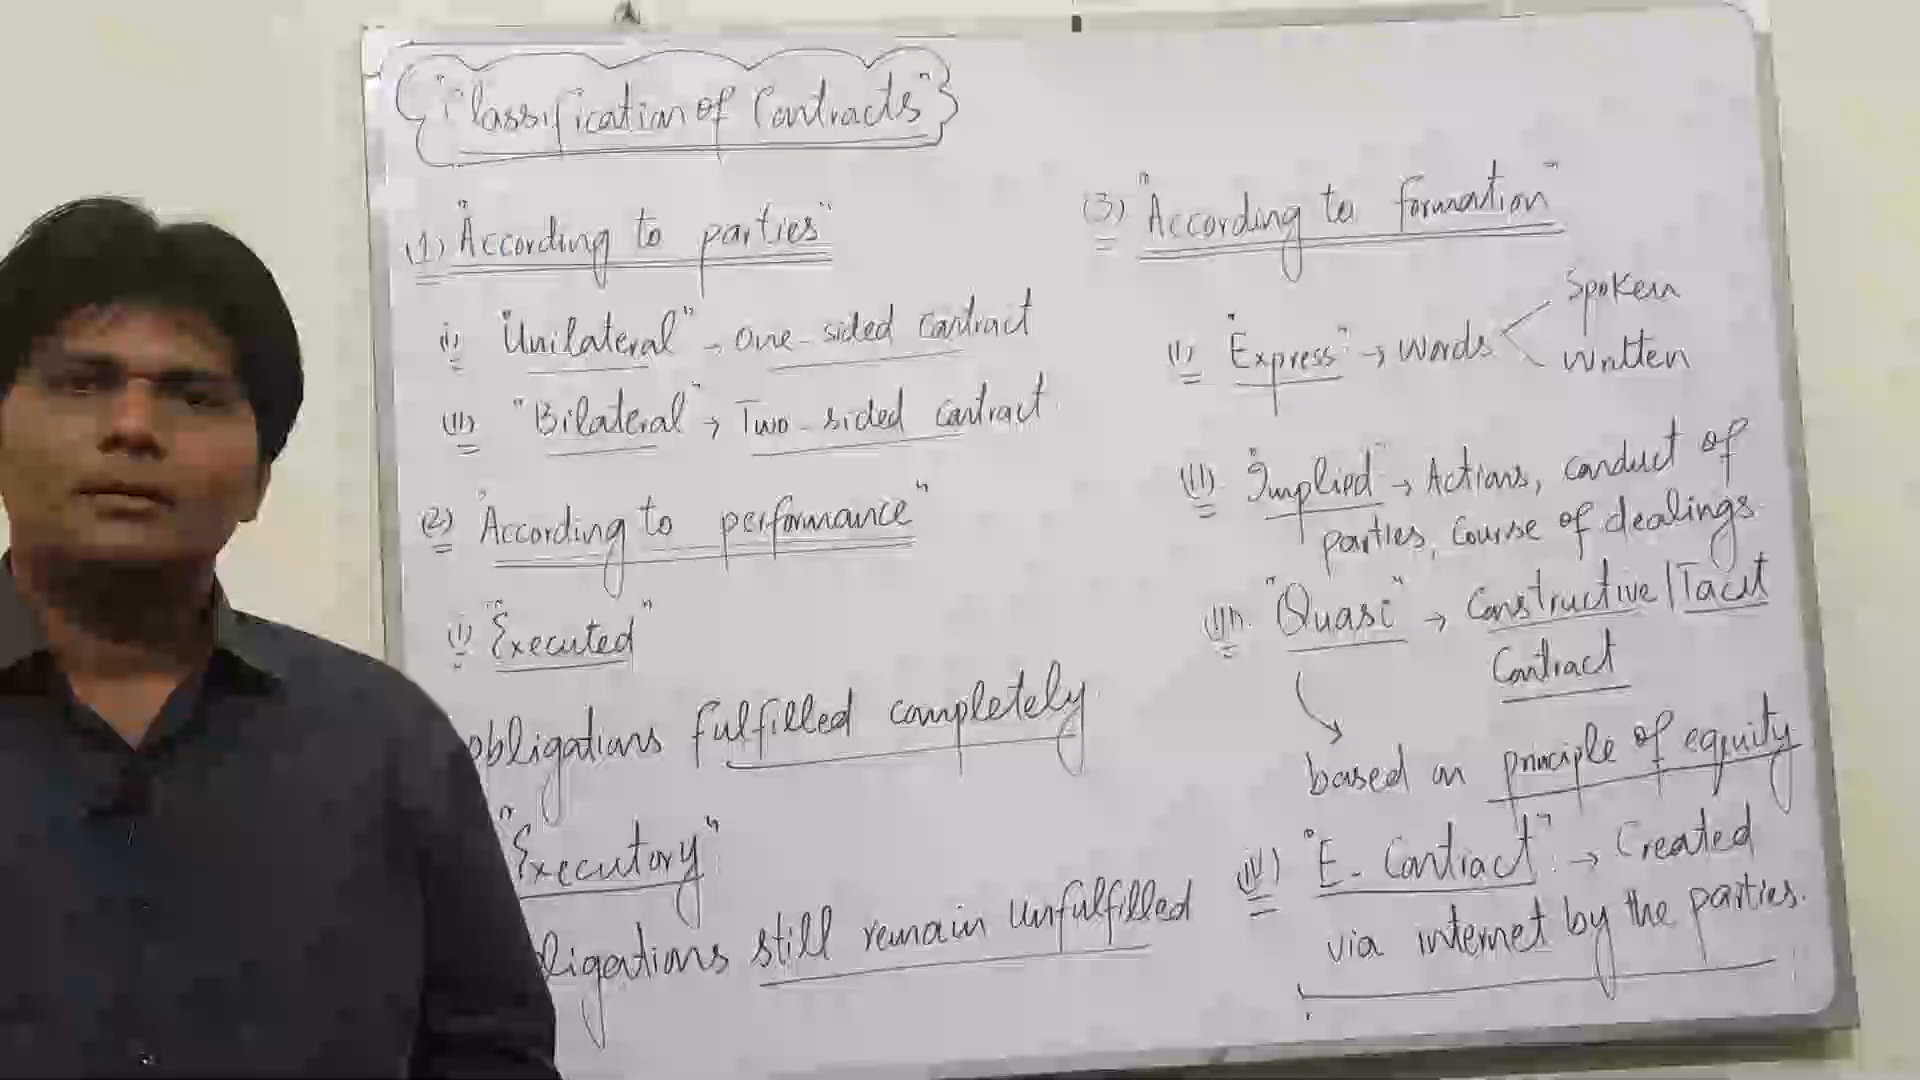 "Classification of Contracts"
(1) "According to parties"
(i) "Unilateral" → One-sided contract
(ii) "Bilateral" → Two-sided contract.
(2) "According to performance"
(i) "Executed"
obligations fulfilled completely.
"Executory"
ligations still remain unfulfilled
(3) "According to formation"
(i) "Express" → Words
Spoken
Written
(ii) "Implied" → Actions, conduct of
parties, Course of dealings.
(iii) "Quasi" → Constructive/Tacit
Contract
based on principle of equity
(iv) "E-Contract" → Created
via internet by the parties.